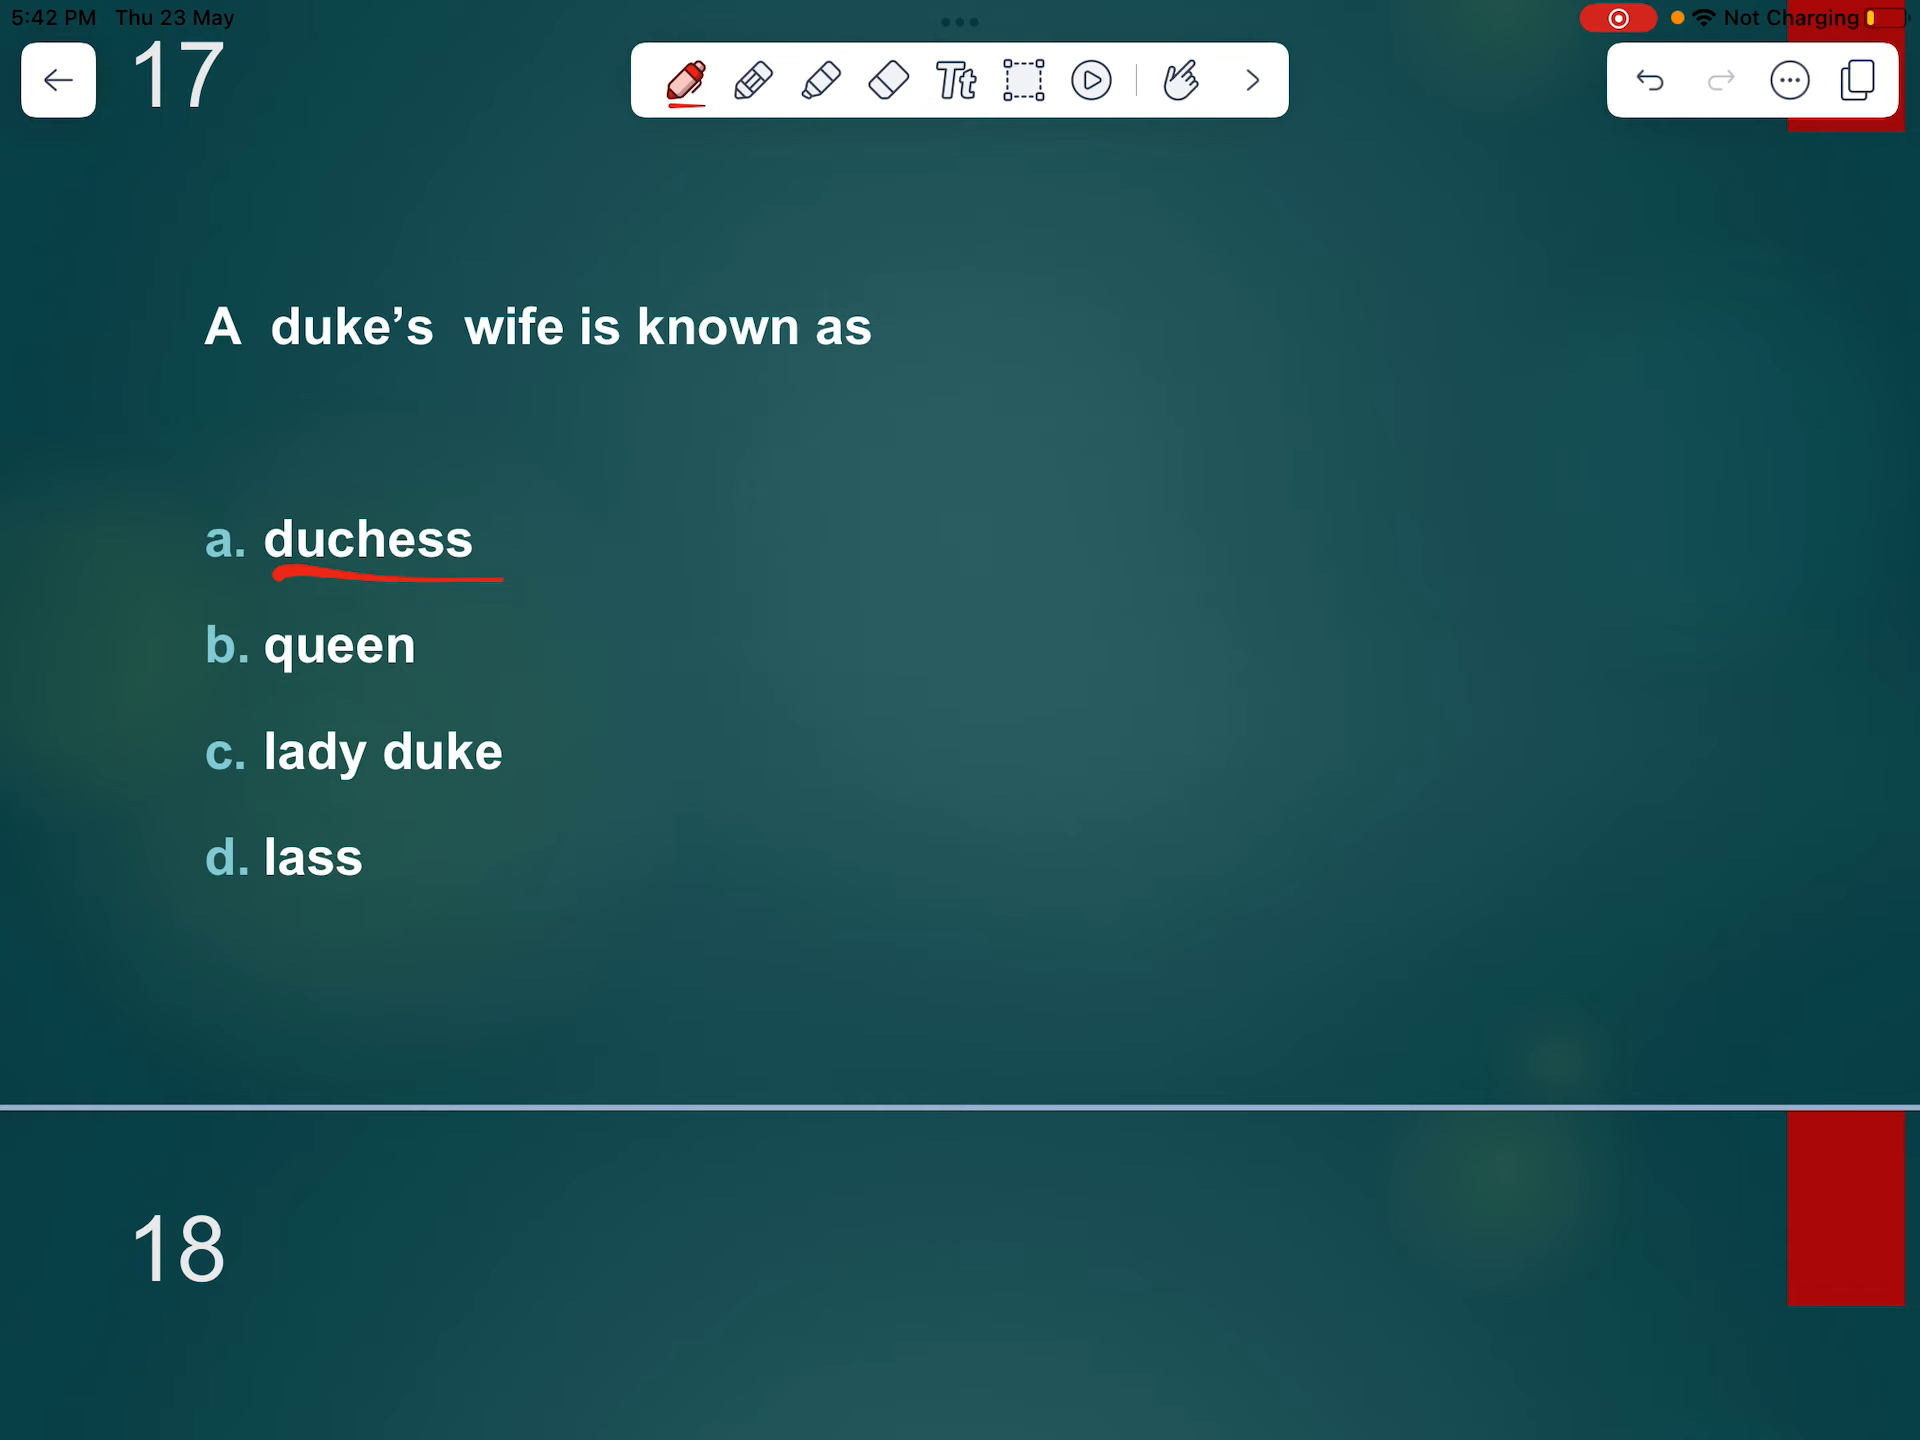 5:42 PM Thu 23 May
Not Charging
17
Tt
A duke’s wife is known as
a. duchess
b. queen
c. lady duke
d. lass
18